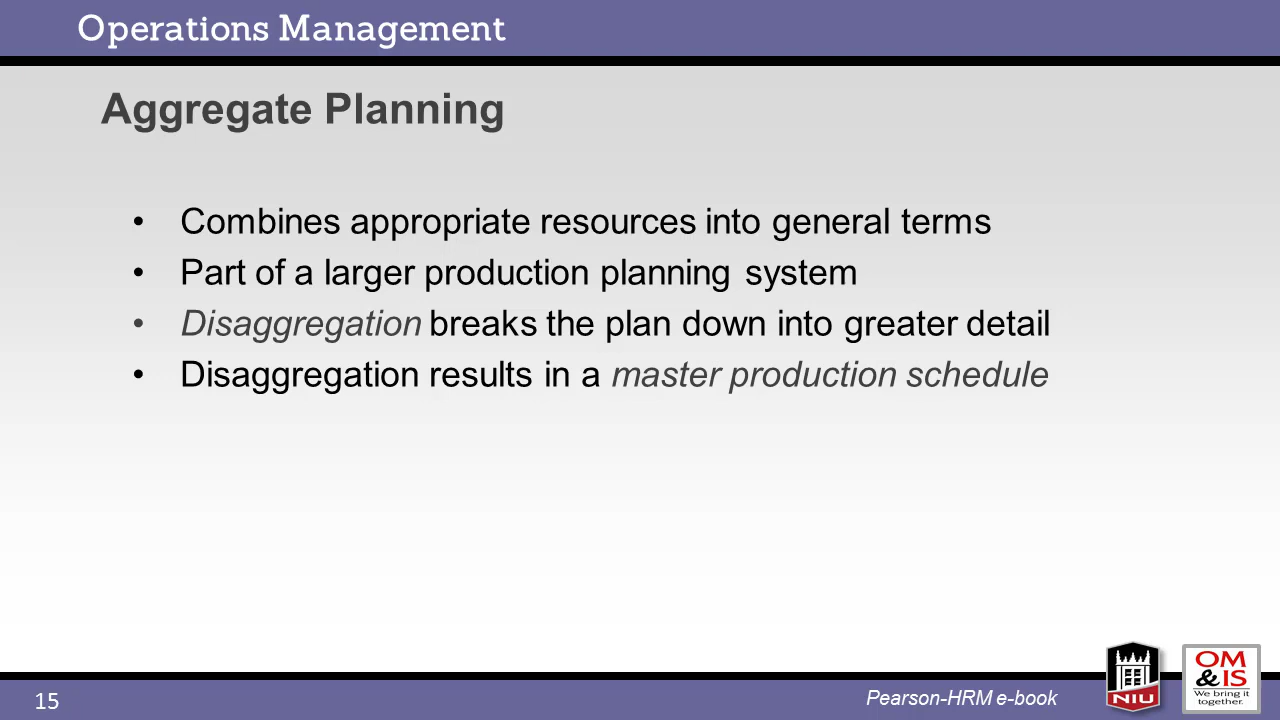 Operations Management
Aggregate Planning
• Combines appropriate resources into general terms
• Part of a larger production planning system
• Disaggregation breaks the plan down into greater detail
• Disaggregation results in a master production schedule
15
Pearson-HRM e-book
NIU
OM
&IS
We bring it
together.